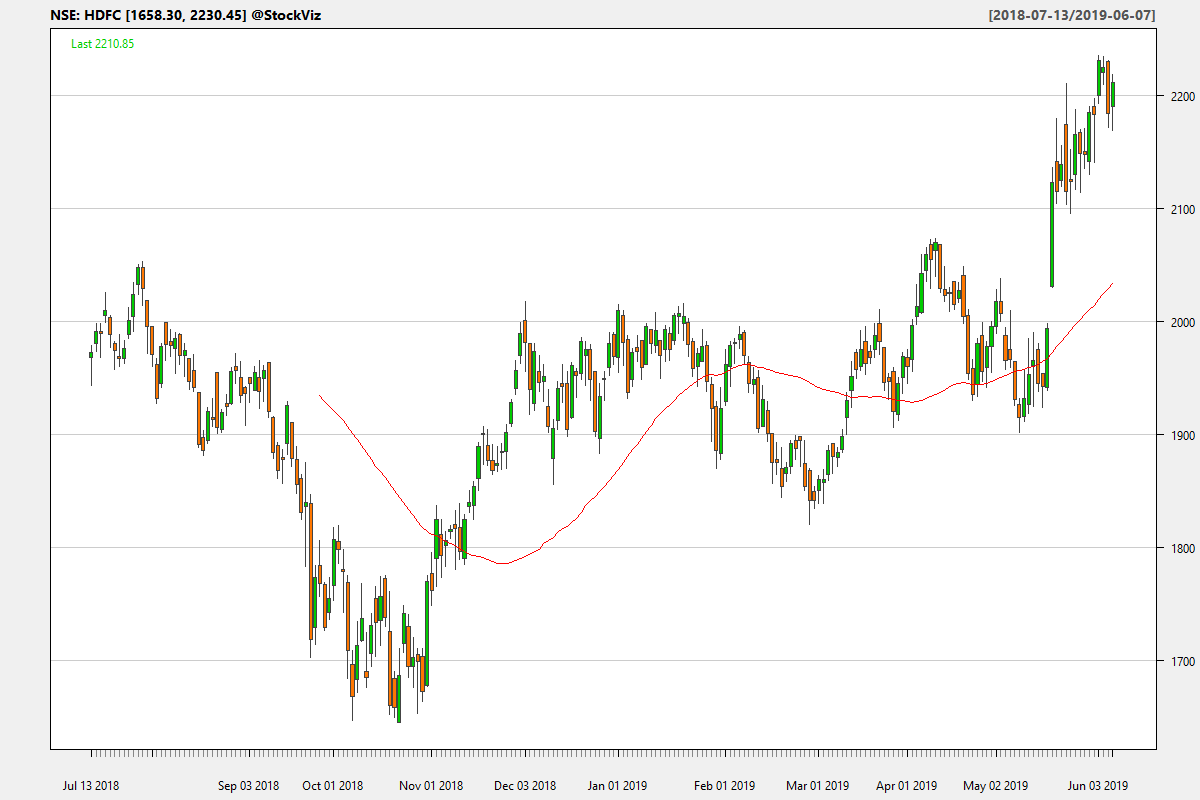 NSE: HDFC [1658.30, 2230.45] @StockViz [2018-07-13/2019-06-07]
Last 2210.85
2200
2100
2000
1900
1800
1700
Jul 13 2018 Sep 03 2018 Oct 01 2018 Nov 01 2018 Dec 03 2018 Jan 01 2019 Feb 01 2019 Mar 01 2019 Apr 01 2019 May 02 2019 Jun 03 2019